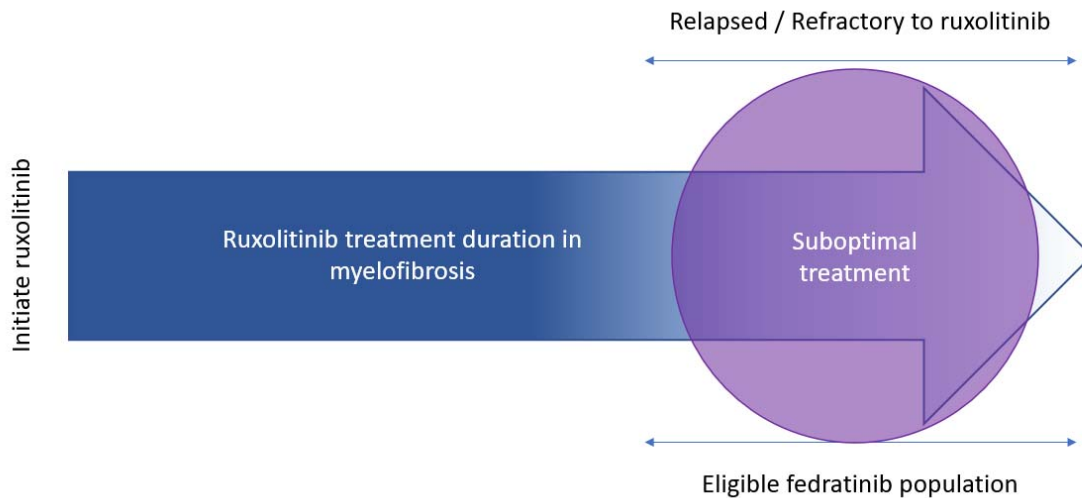 Relapsed / Refractory to ruxolitinib
Initiate ruxolitinib
Ruxolitinib treatment duration in
myelofibrosis
Suboptimal
treatment
Eligible fedratinib population